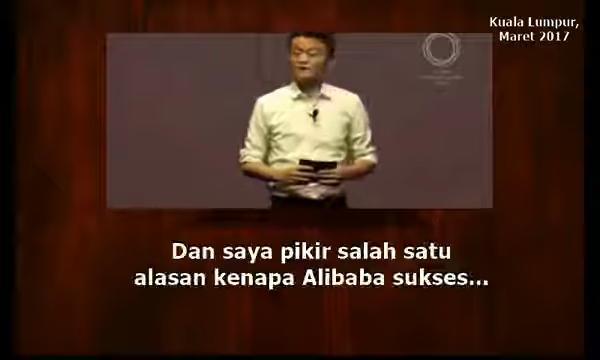 Kuala Lumpur,
Maret 2017
Dan saya pikir salah satu
alasan kenapa Alibaba sukses...